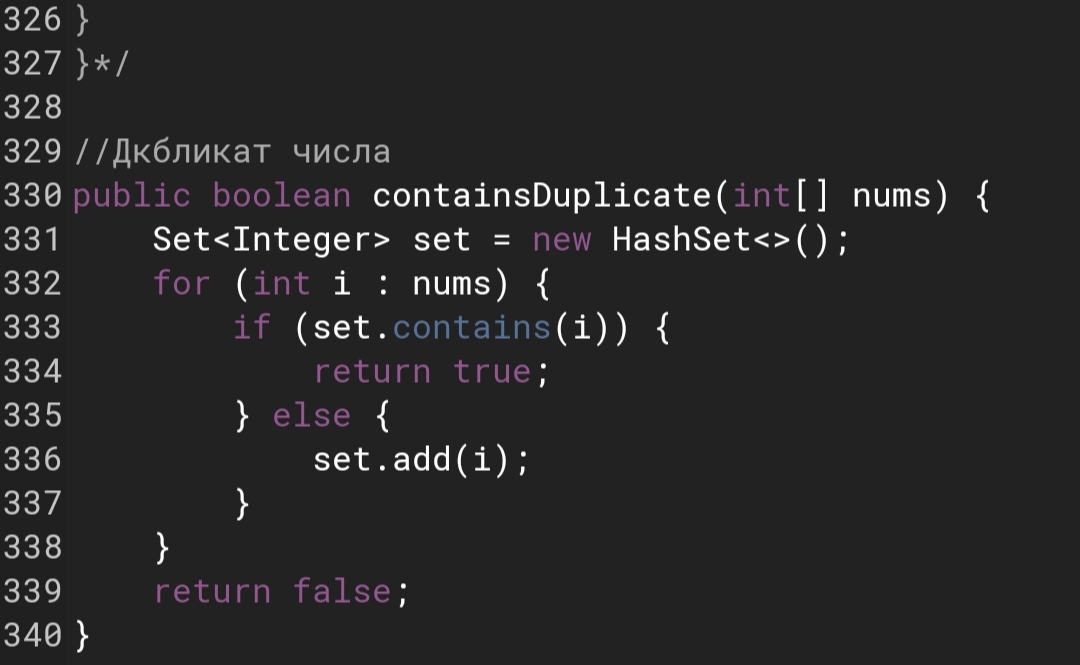 326 }
327 }*/
328
329 //Дкбликат числа
330 public boolean containsDuplicate(int[] nums) {
331     Set<Integer> set = new HashSet<>();
332     for (int i : nums) {
333         if (set.contains(i)) {
334             return true;
335         } else {
336             set.add(i);
337         }
338     }
339     return false;
340 }